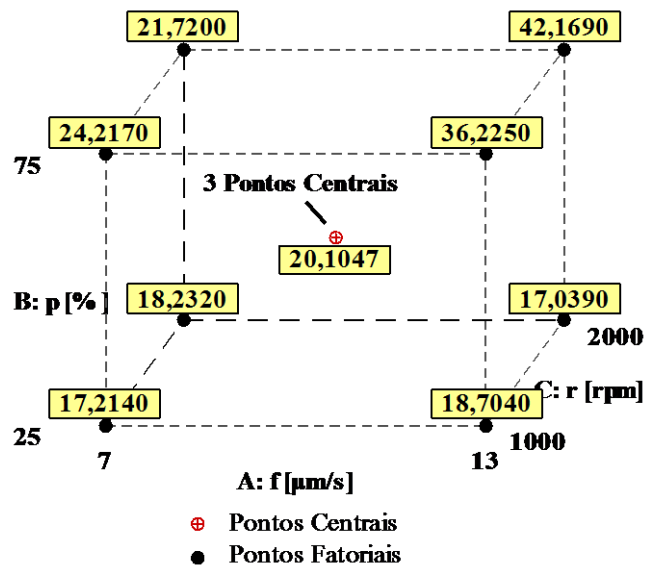 21,7200
42,1690
24,2170
36,2250
75
3 Pontos Centrais
20,1047
B: p [%]
18,2320
17,0390
2000
C: r [rpm]
17,2140
18,7040
25
1000
7
13
A: f [µm/s]
Pontos Centrais
Pontos Fatoriais